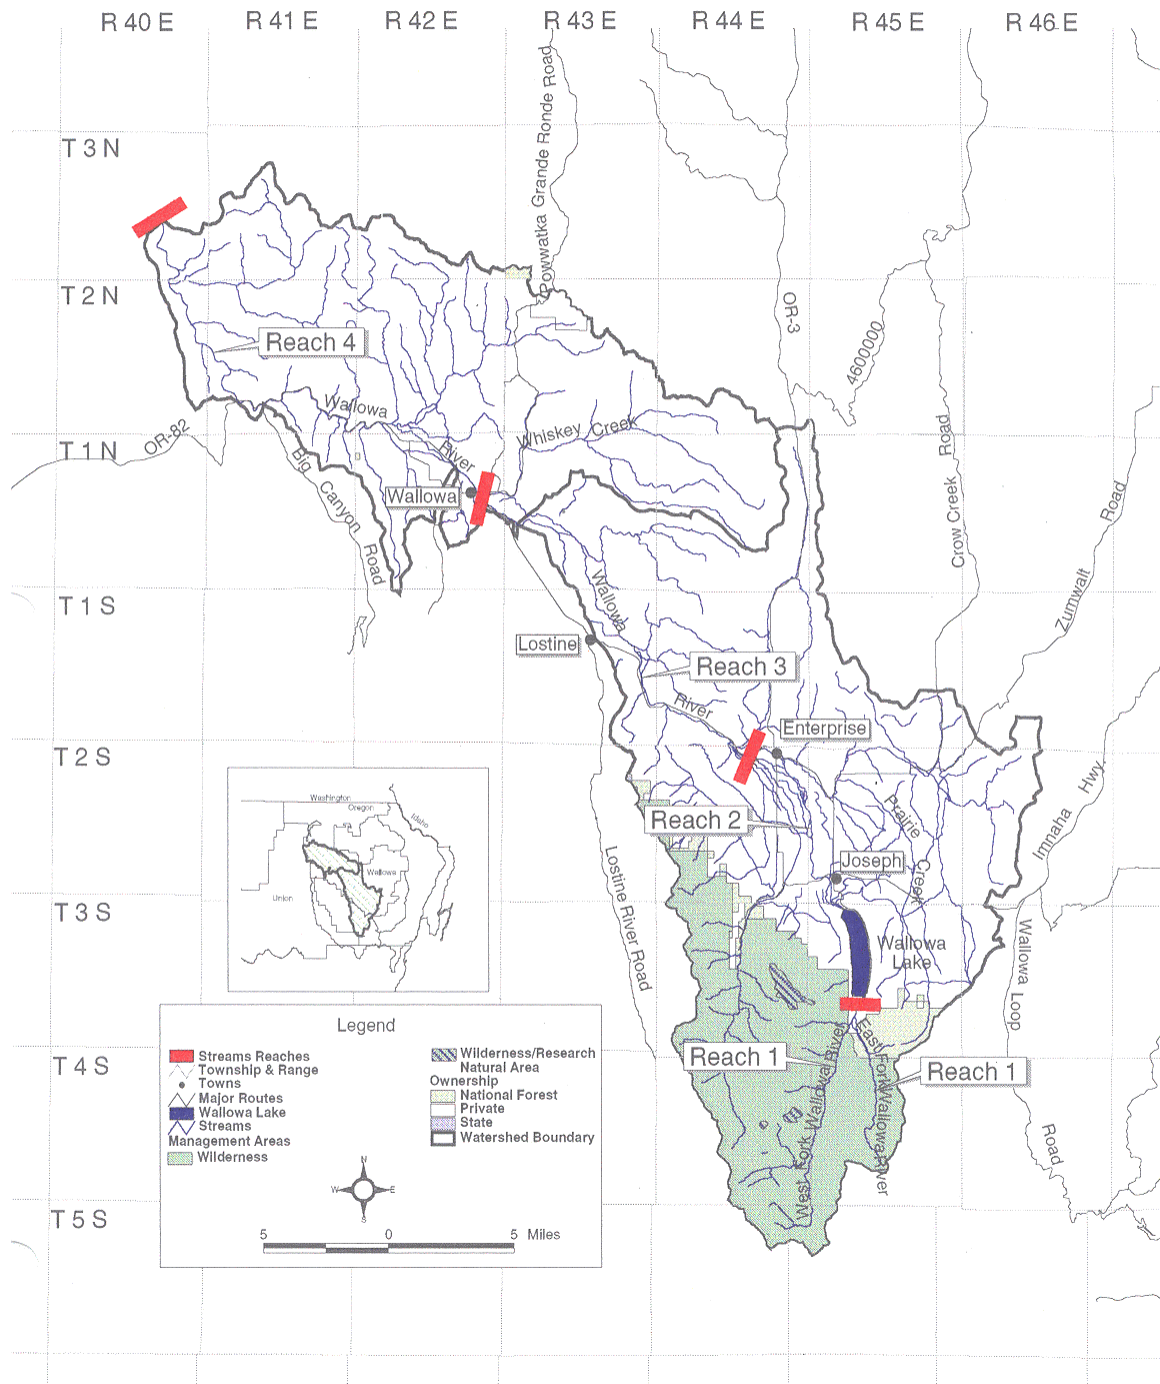 R 40 E R 41 E R 42 E R 43 E R 44 E R 45 E R 46 E
T 3 N
Powwatka Grande Ronde Road
T 2 N
OR-3
Reach 4
4600000
Wallowa
Whiskey Creek
OR-82
T 1 N
River
Big Canyon Road
Wallowa
Crow Creek Road
Zumwalt Road
T 1 S
Wallowa
Lostine
Reach 3
River
Enterprise
T 2 S
Imnaha Hwy.
Washington
Oregon
Idaho
Wallowa
Union
Reach 2
Prairie Creek
Joseph
Lostine River Road
T 3 S
Wallowa
Lake
Wallowa Loop Road
T 4 S
Reach 1
West Fork Wallowa River
East Fork Wallowa River
Reach 1
T 5 S
Legend
Streams Reaches
Township & Range
Towns
Major Routes
Wallowa Lake
Streams
Management Areas
Wilderness
Wilderness/Research
Natural Area
Ownership
National Forest
Private
State
Watershed Boundary
N
W E
S
5 0 5 Miles